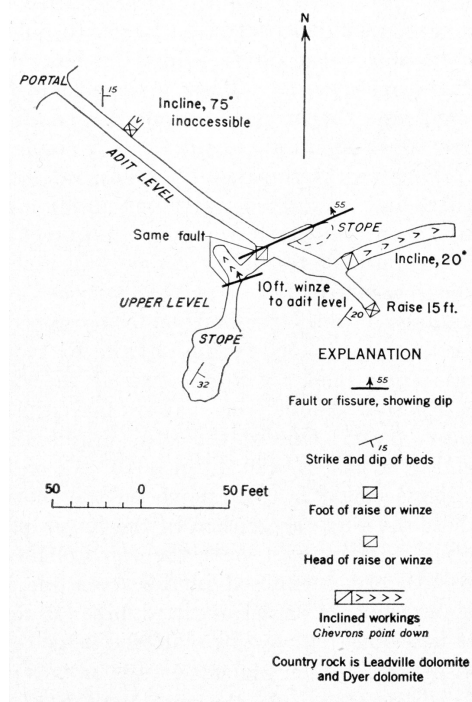 N
PORTAL
15
Incline, 75°
inaccessible
ADIT LEVEL
55
STOPE
Same fault
Incline, 20°
10 ft. winze
to adit level
UPPER LEVEL
Raise 15 ft.
20
STOPE
32
EXPLANATION
55
Fault or fissure, showing dip
15
Strike and dip of beds
50 0 50 Feet
Foot of raise or winze
Head of raise or winze
Inclined workings
Chevrons point down
Country rock is Leadville dolomite
and Dyer dolomite